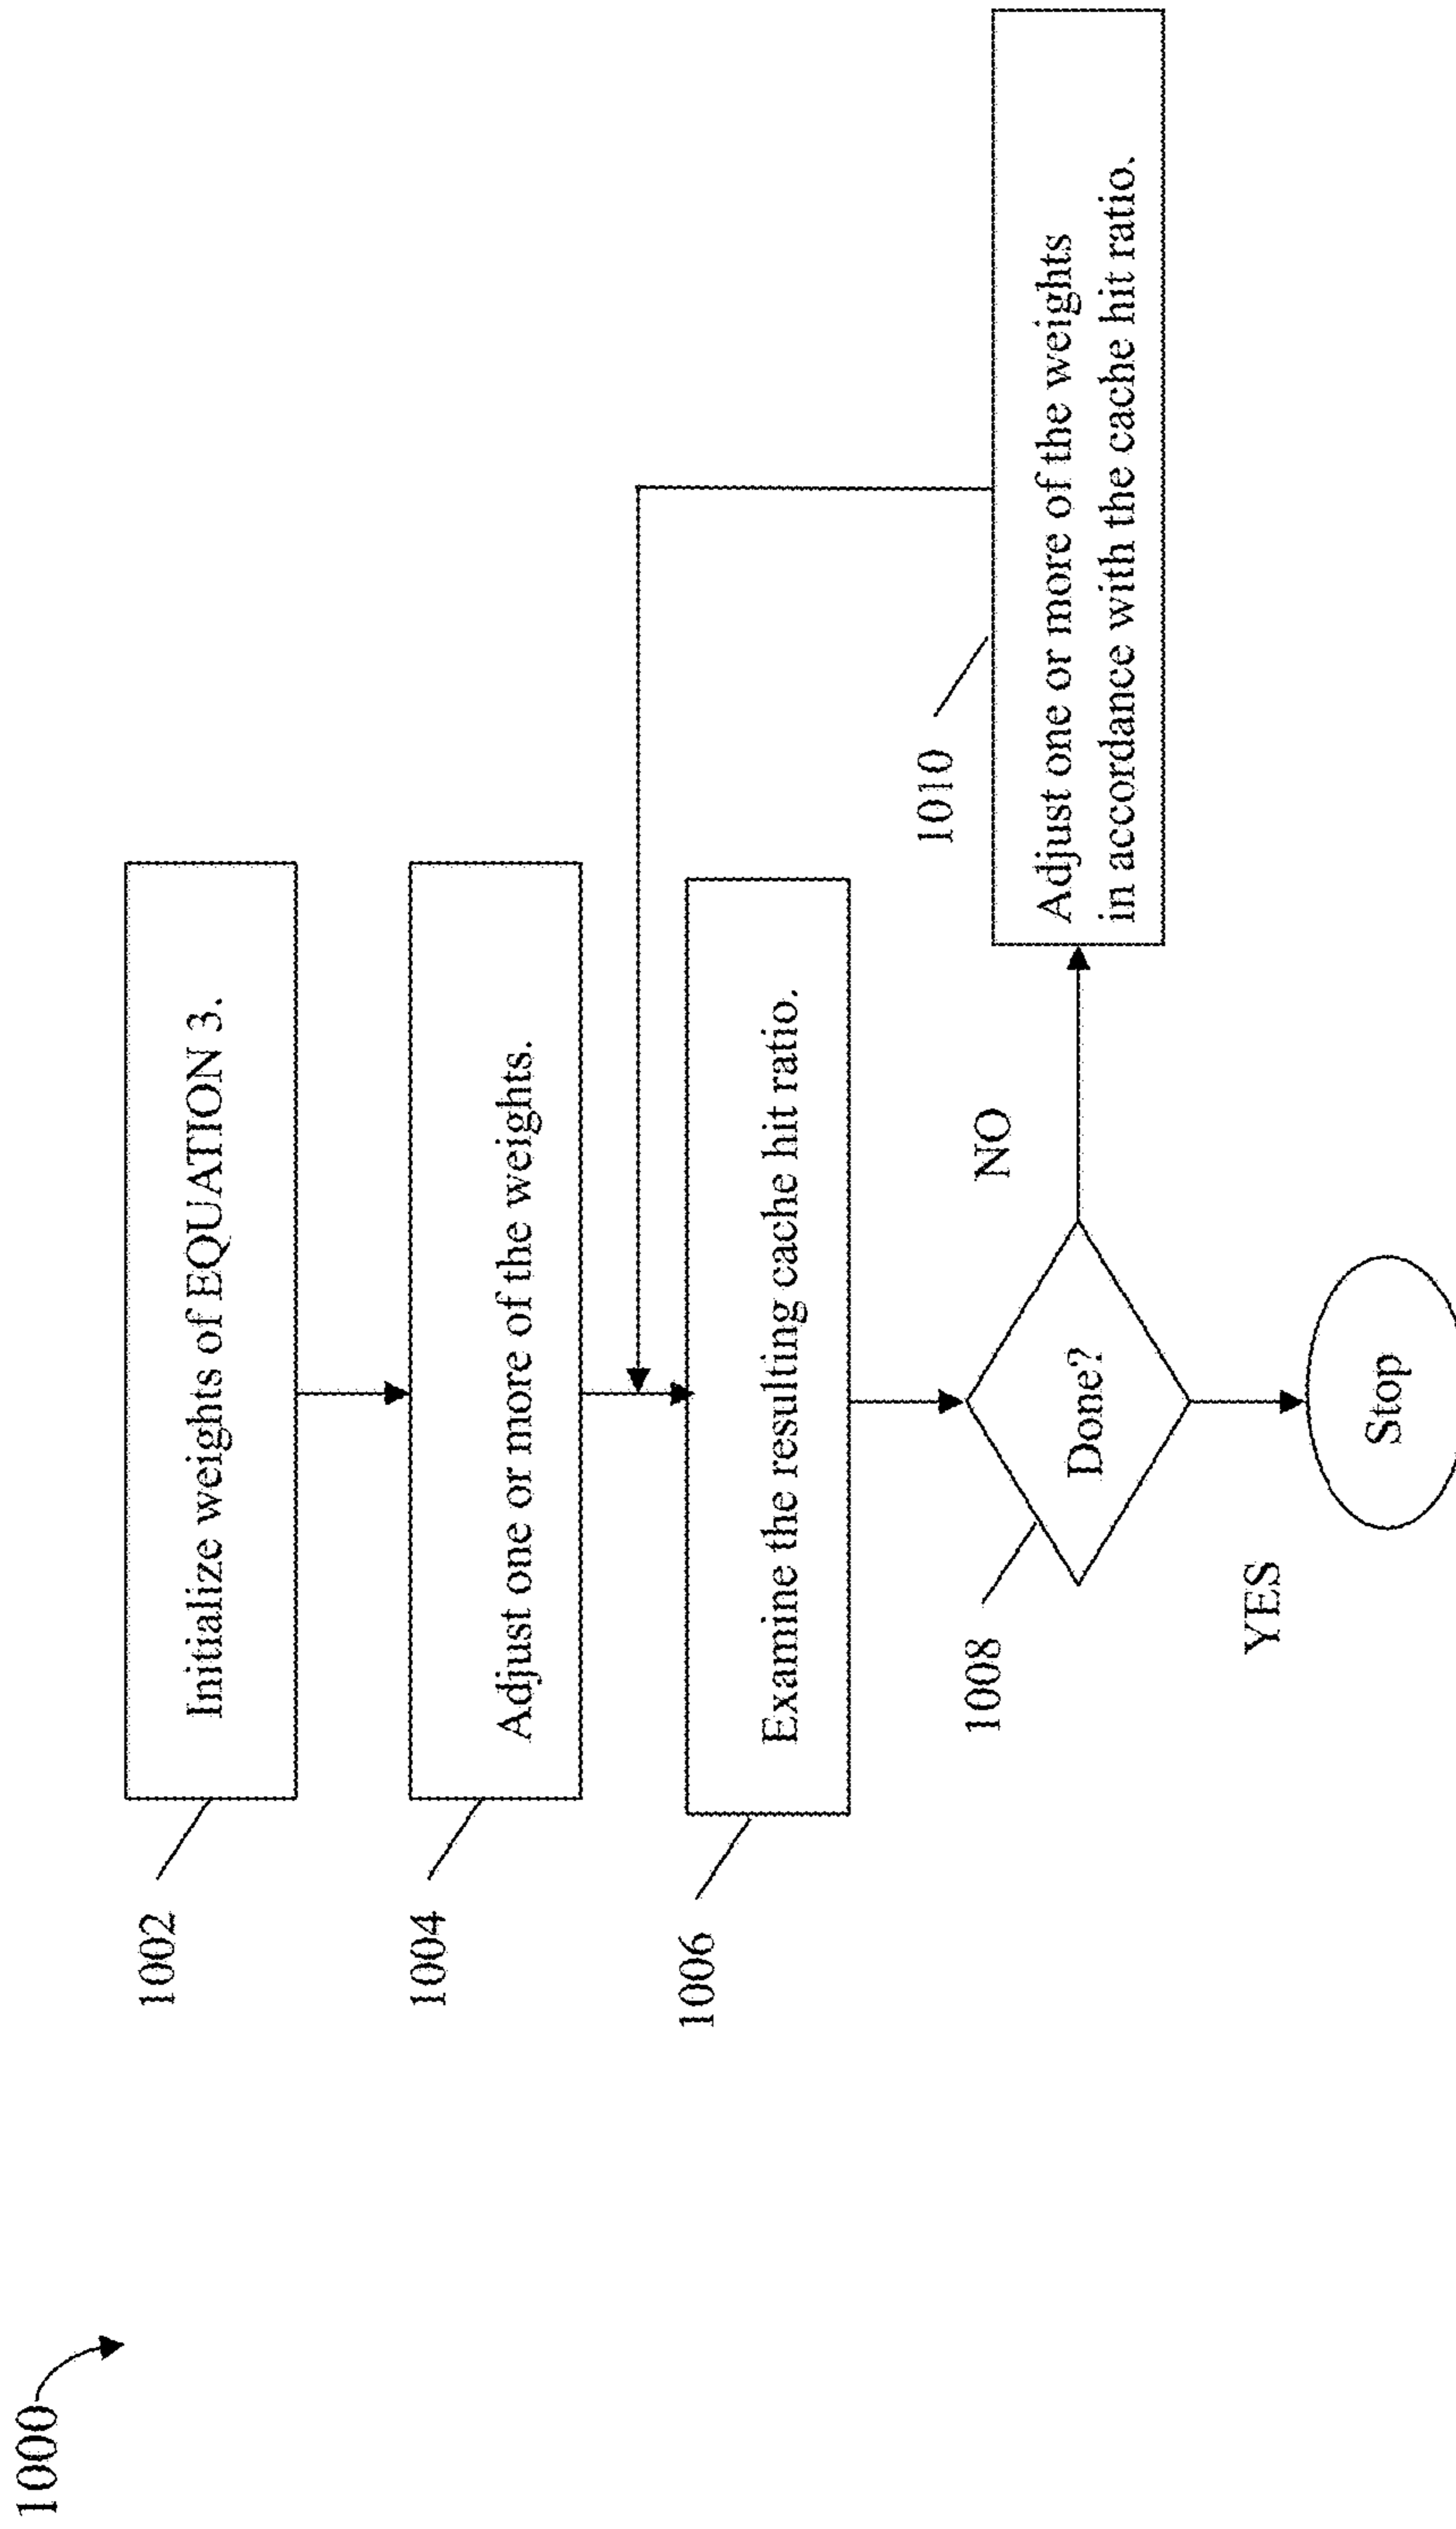 1000
1002
Initialize weights of EQUATION 3.
1004
Adjust one or more of the weights.
1006
Examine the resulting cache hit ratio.
1008
Done?
NO
1010
Adjust one or more of the weights
in accordance with the cache hit ratio.
YES
Stop